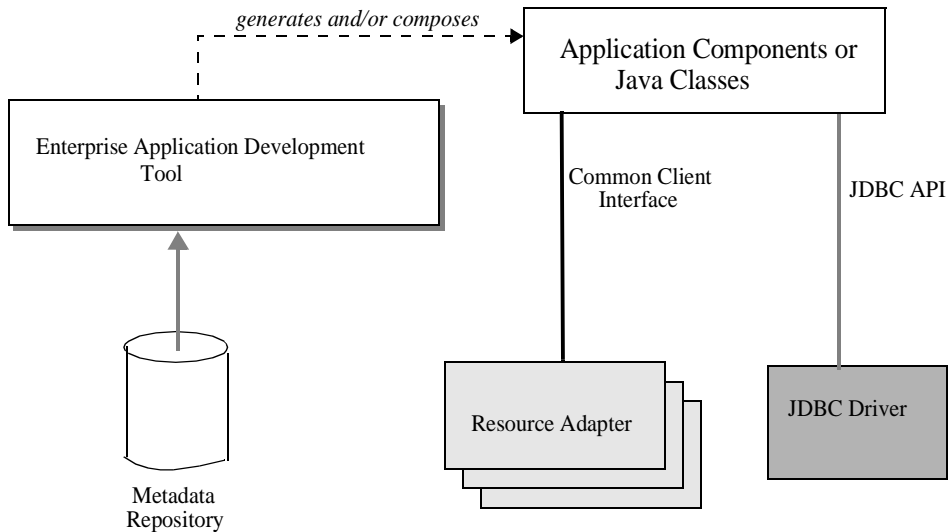 generates and/or composes
Application Components or
Java Classes
Enterprise Application Development
Tool
Common Client
Interface
JDBC API
Resource Adapter
JDBC Driver
Metadata
Repository